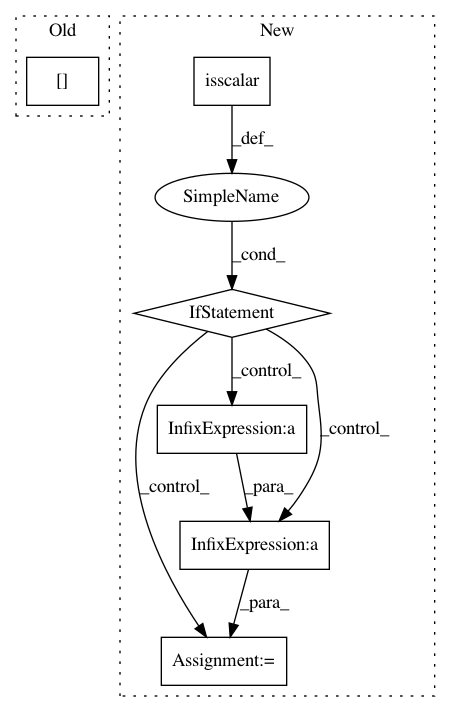 Old
New
[]
isscalar
_def_
SimpleName
_cond_
IfStatement
_control_
_control_
InfixExpression:a
_control_
_para_
InfixExpression:a
_para_
Assignment:=